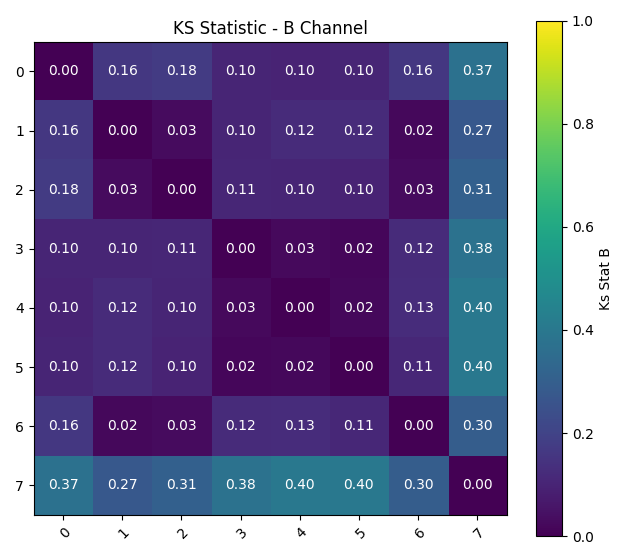 KS Statistic - B Channel
0 0.00 0.16 0.18 0.10 0.10 0.10 0.16 0.37
1 0.16 0.00 0.03 0.10 0.12 0.12 0.02 0.27
2 0.18 0.03 0.00 0.11 0.10 0.10 0.03 0.31
3 0.10 0.10 0.11 0.00 0.03 0.02 0.12 0.38
4 0.10 0.12 0.10 0.03 0.00 0.02 0.13 0.40
5 0.10 0.12 0.10 0.02 0.02 0.00 0.11 0.40
6 0.16 0.02 0.03 0.12 0.13 0.11 0.00 0.30
7 0.37 0.27 0.31 0.38 0.40 0.40 0.30 0.00
0 1 2 3 4 5 6 7
1.0
0.8
0.6
0.4
0.2
0.0
Ks Stat B